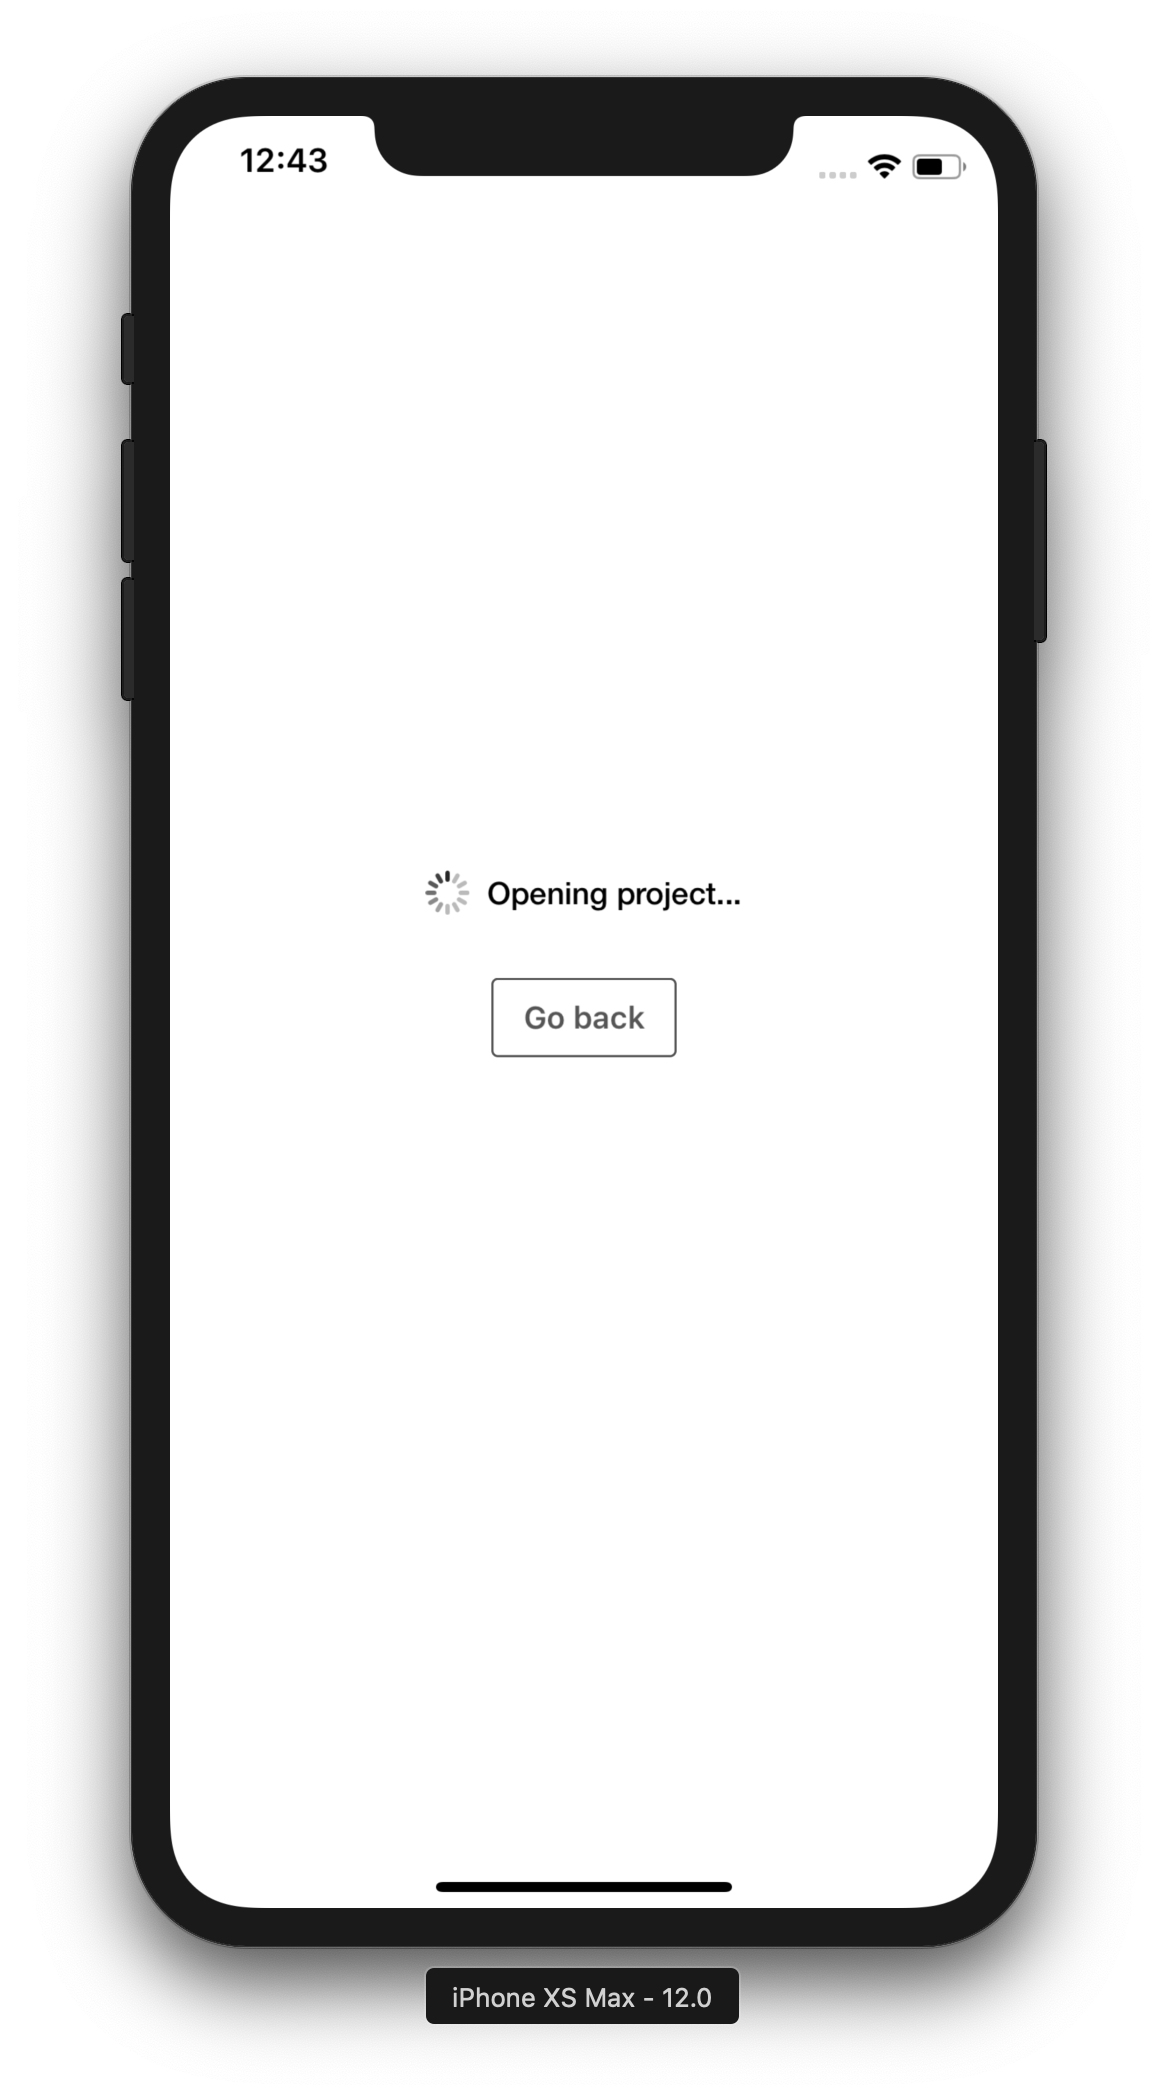 12:43
Opening project...
Go back
iPhone XS Max - 12.0